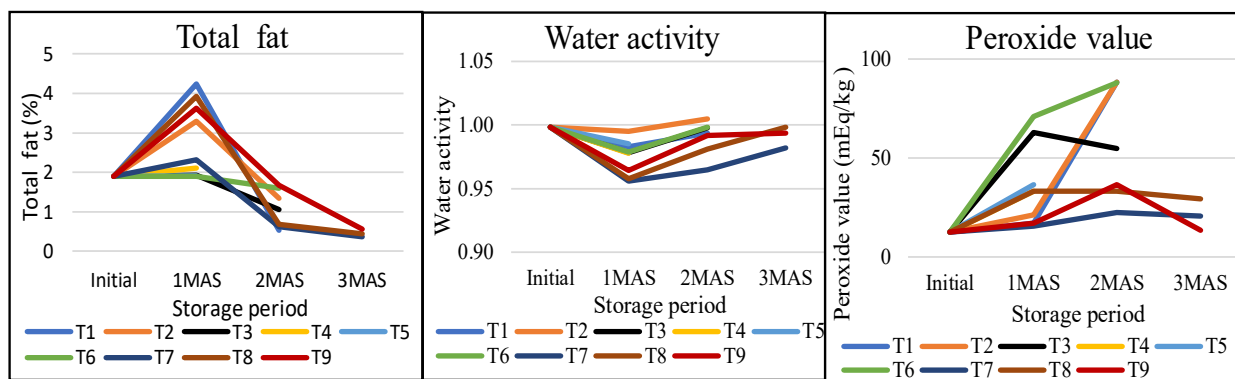 Total fat
Total fat (%)
5
4
3
2
1
0
Initial 1MAS 2MAS 3MAS
Storage period
T1 T2 T3 T4 T5
T6 T7 T8 T9
Water activity
Water activity
1.05
1.00
0.95
0.90
Initial 1MAS 2MAS 3MAS
Storage period
T1 T2 T3 T4 T5
T6 T7 T8 T9
Peroxide value
Peroxide value (mEq/kg )
100
50
0
Initial 1MAS 2MAS 3MAS
Storage period
T1 T2 T3 T4 T5
T6 T7 T8 T9